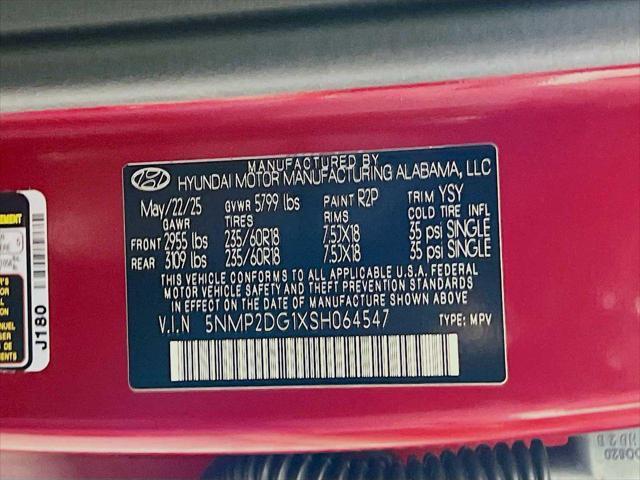 MANUFACTURED BY
HYUNDAI MOTOR MANUFACTURING ALABAMA, LLC
May/22/25 GVWR 5799 lbs PAINT R2P TRIM YSY
GAWR TIRES RIMS COLD TIRE INFL
FRONT 2955 lbs 235/60R18 7.5JX18 35 psi SINGLE
REAR 3109 lbs 235/60R18 7.5JX18 35 psi SINGLE
THIS VEHICLE CONFORMS TO ALL APPLICABLE U.S.A. FEDERAL
MOTOR VEHICLE SAFETY AND THEFT PREVENTION STANDARDS
IN EFFECT ON THE DATE OF MANUFACTURE SHOWN ABOVE.
V.I.N 5NMP2DG1XSH064547 TYPE: MPV
J180